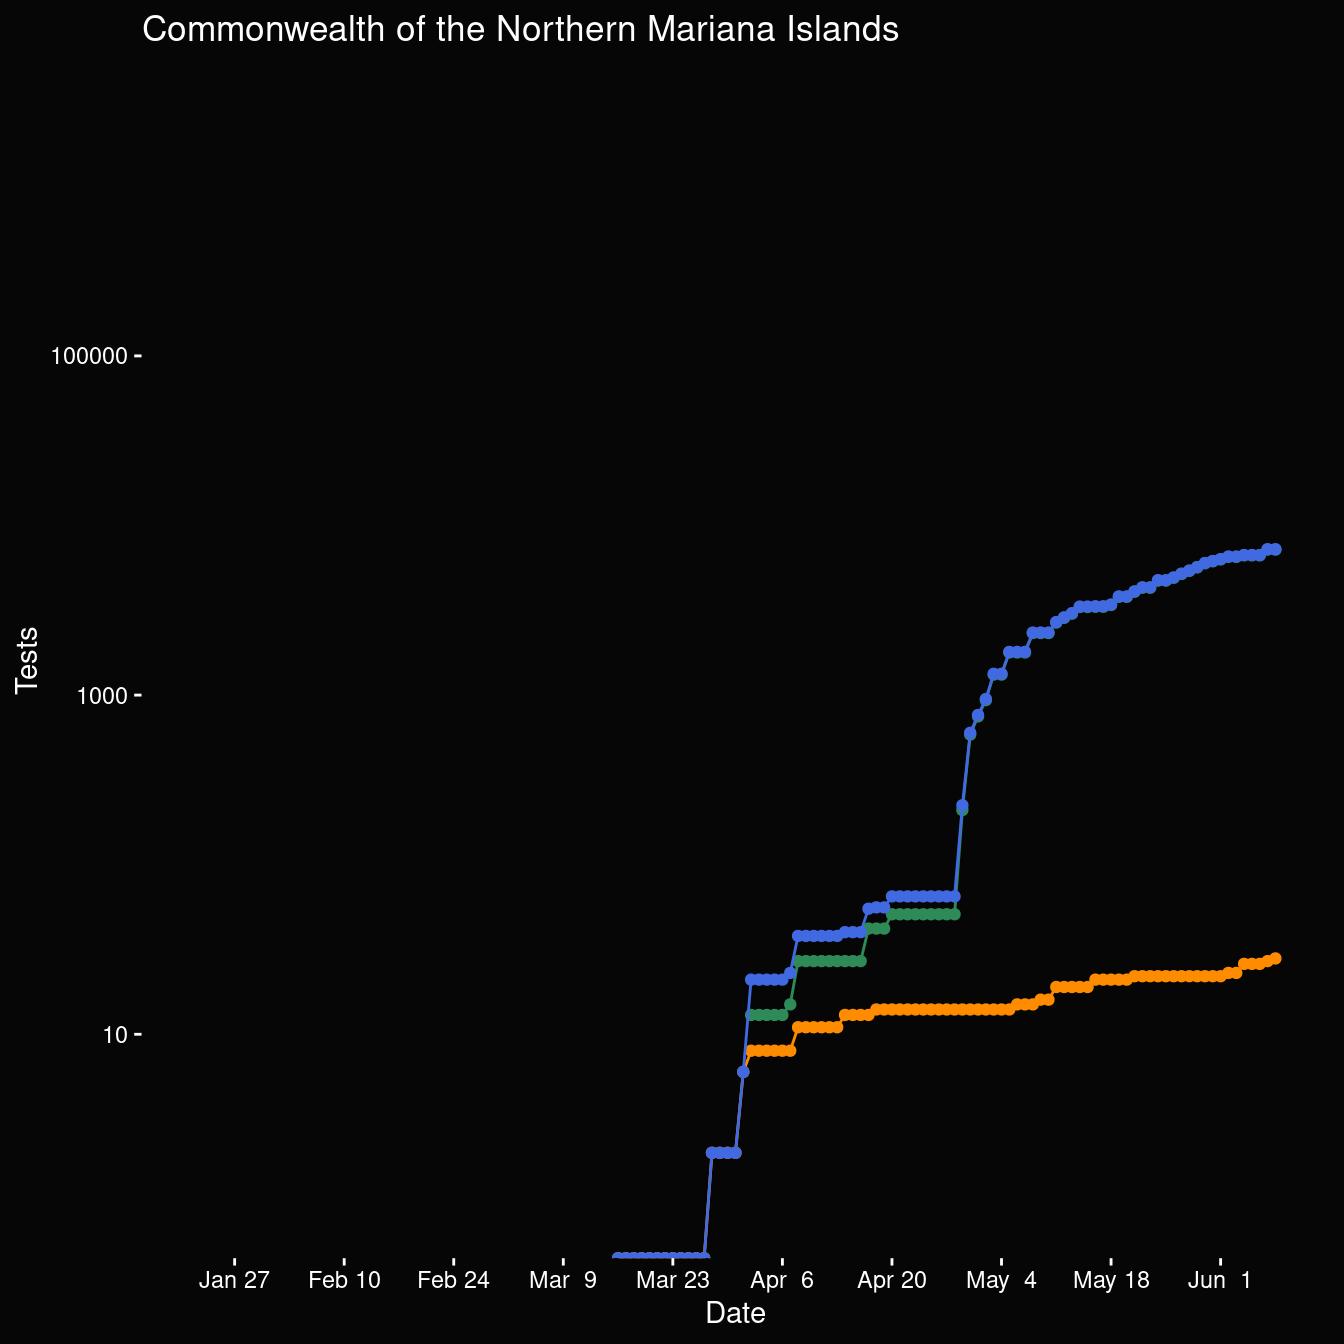 Commonwealth of the Northern Mariana Islands
100000
1000
10
Tests
Jan 27 Feb 10 Feb 24 Mar 9 Mar 23 Apr 6 Apr 20 May 4 May 18 Jun 1
Date